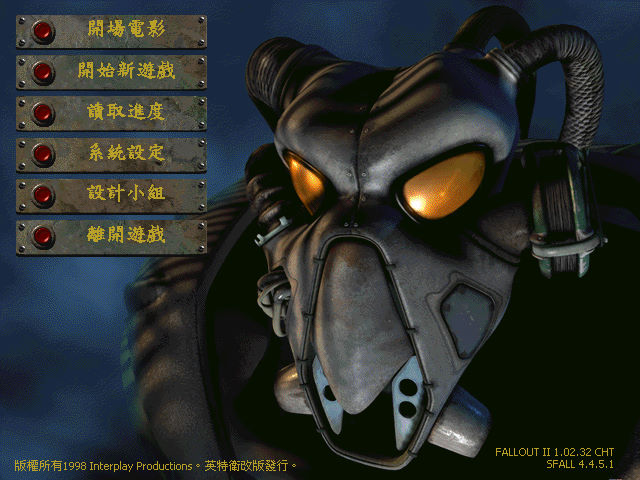 開場電影
開始新遊戲
讀取進度
系統設定
設計小組
離開遊戲
FALLOUT II 1.02.32 CHT
SFALL 4.4.5.1
版權所有1998 Interplay Productions。英特衛改版發行。